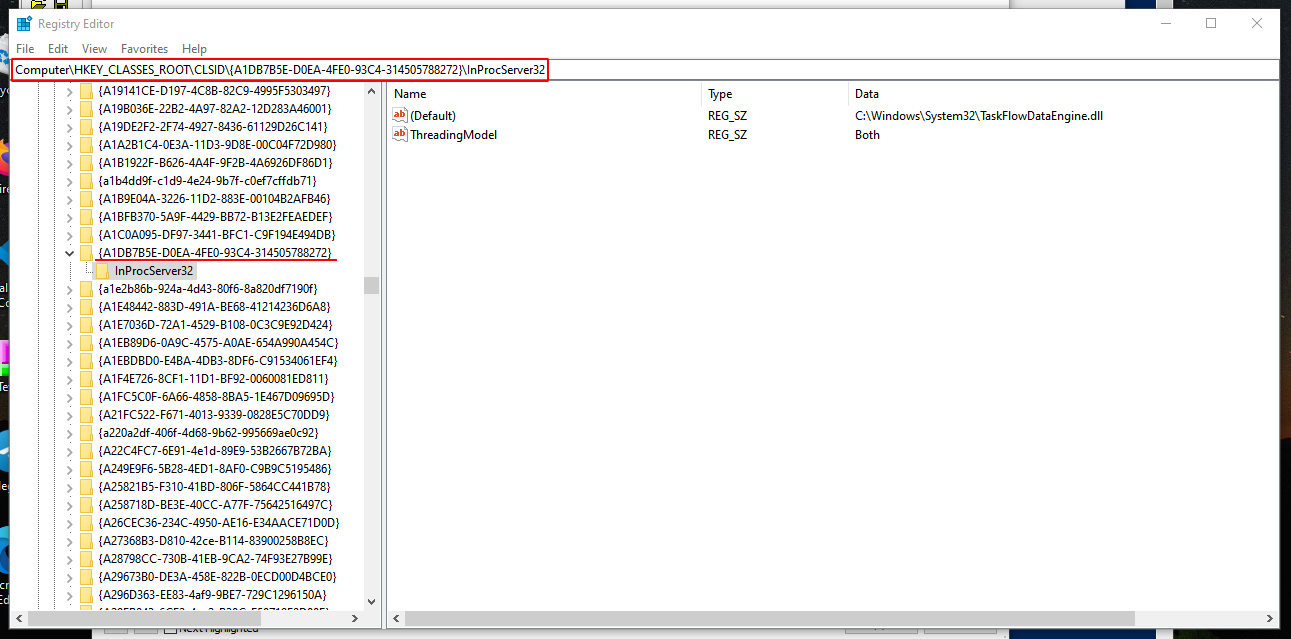 Registry Editor
File Edit View Favorites Help
Computer\HKEY_CLASSES_ROOT\CLSID\{A1DB7B5E-D0EA-4FE0-93C4-314505788272}\InProcServer32
{A19141CE-D197-4C8B-82C9-4995F5303497}
{A19B036E-22B2-4A97-82A2-12D283A46001}
{A19DE2F2-2F74-4927-8436-61129D26C141}
{A1A2B1C4-0E3A-11D3-9D8E-00C04F72D980}
{A1B1922F-B626-4A4F-9F2B-4A6926DF86D1}
{a1b4dd9f-c1d9-4e24-9b7f-c0ef7cffdb71}
{A1B9E04A-3226-11D2-883E-00104B2AFB46}
{A1BFB370-5A9F-4429-BB72-B13E2FEAEDEF}
{A1C0A095-DF97-3441-BFC1-C9F194E494DB}
{A1DB7B5E-D0EA-4FE0-93C4-314505788272}
InProcServer32
{a1e2b86b-924a-4d43-80f6-8a820df7190f}
{A1E48442-883D-491A-BE68-41214236D6A8}
{A1E7036D-72A1-4529-B108-0C3C9E92D424}
{A1EB89D6-0A9C-4575-A0AE-654A990A454C}
{A1EBDBD0-E4BA-4DB3-8DF6-C91534061EF4}
{A1F4E726-8CF1-11D1-BF92-0060081ED811}
{A1FC5C0F-6A66-4858-8BA5-1E467D09695D}
{A21FC522-F671-4013-9339-0828E5C70DD9}
{a220a2df-406f-4d68-9b62-995669ae0c92}
{A22C4FC7-6E91-4e1d-89E9-53B2667B72BA}
{A249E9F6-5B28-4ED1-8AF0-C9B9C5195486}
{A25821B5-F310-41BD-806F-5864CC441B78}
{A258718D-BE3E-40CC-A77F-75642516497C}
{A26CEC36-234C-4950-AE16-E34AACE71D0D}
{A27368B3-D810-42ce-B114-83900258B8EC}
{A28798CC-730B-41EB-9CA2-74F93E27B99E}
{A29673B0-DE3A-458E-822B-0ECD00D4BCE0}
{A296D363-EE83-4af9-9BE7-729C1296150A}
Name Type Data
(Default) REG_SZ C:\Windows\System32\TaskFlowDataEngine.dll
ThreadingModel REG_SZ Both
Next Highlighted